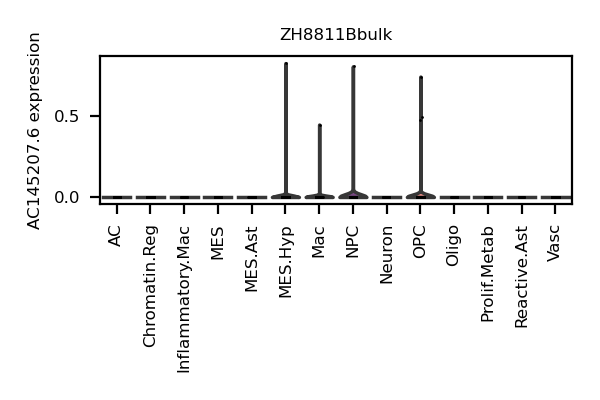 ZH8811Bbulk
AC145207.6 expression
0.5
0.0
AC
Chromatin.Reg
Inflammatory.Mac
MES
MES.Ast
MES.Hyp
Mac
NPC
Neuron
OPC
Oligo
Prolif.Metab
Reactive.Ast
Vasc